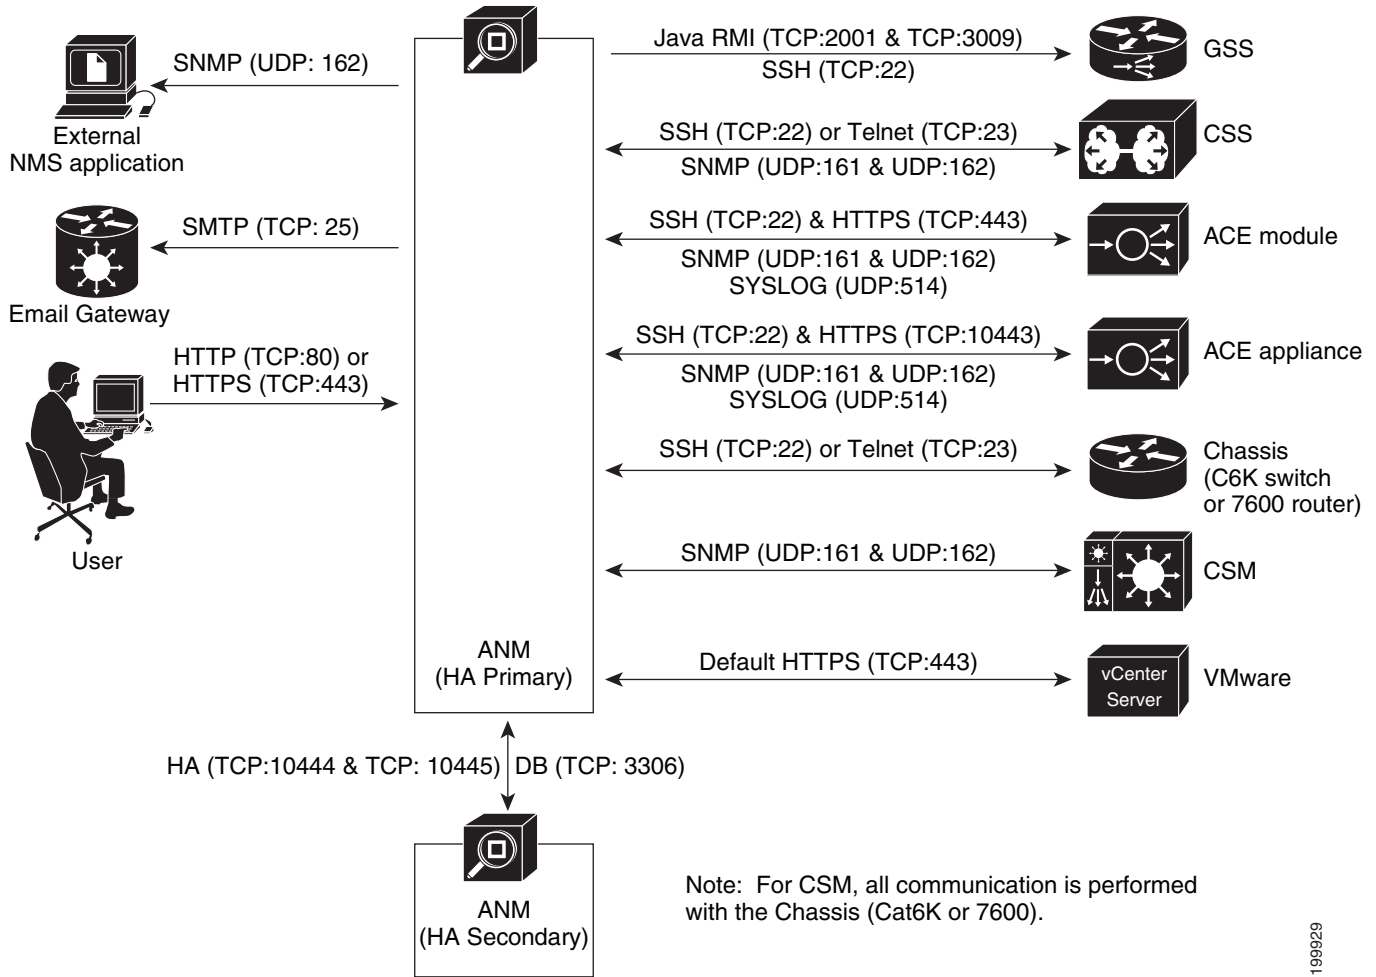 SNMP (UDP: 162)
External
NMS application
SMTP (TCP: 25)
Email Gateway
HTTP (TCP:80) or
HTTPS (TCP:443)
User
ANM
(HA Primary)
HA (TCP:10444 & TCP: 10445)
DB (TCP: 3306)
ANM
(HA Secondary)
Java RMI (TCP:2001 & TCP:3009)
SSH (TCP:22)
GSS
SSH (TCP:22) or Telnet (TCP:23)
SNMP (UDP:161 & UDP:162)
CSS
SSH (TCP:22) & HTTPS (TCP:443)
SNMP (UDP:161 & UDP:162)
SYSLOG (UDP:514)
ACE module
SSH (TCP:22) & HTTPS (TCP:10443)
SNMP (UDP:161 & UDP:162)
SYSLOG (UDP:514)
ACE appliance
SSH (TCP:22) or Telnet (TCP:23)
Chassis
(C6K switch
or 7600 router)
SNMP (UDP:161 & UDP:162)
CSM
Default HTTPS (TCP:443)
vCenter
Server
VMware
Note: For CSM, all communication is performed
with the Chassis (Cat6K or 7600).
199929